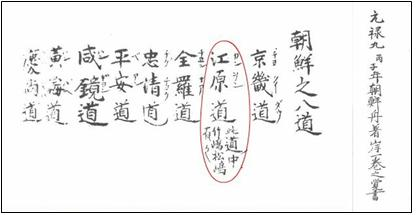 元禄九丙子年朝鮮舟着岸一巻之覚書
朝鮮之八道
京畿道
江原道 此道中ニ竹嶋松嶋有之
全羅道
忠清道
平安道
咸鏡道
黄海道
慶尚道